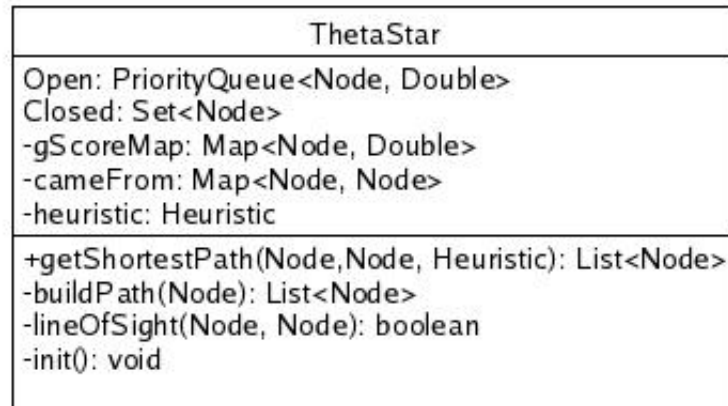 ThetaStar
Open: PriorityQueue<Node, Double>
Closed: Set<Node>
-gScoreMap: Map<Node, Double>
-cameFrom: Map<Node, Node>
-heuristic: Heuristic
+getShortestPath(Node,Node, Heuristic): List<Node>
-buildPath(Node): List<Node>
-lineOfSight(Node, Node): boolean
-init(): void